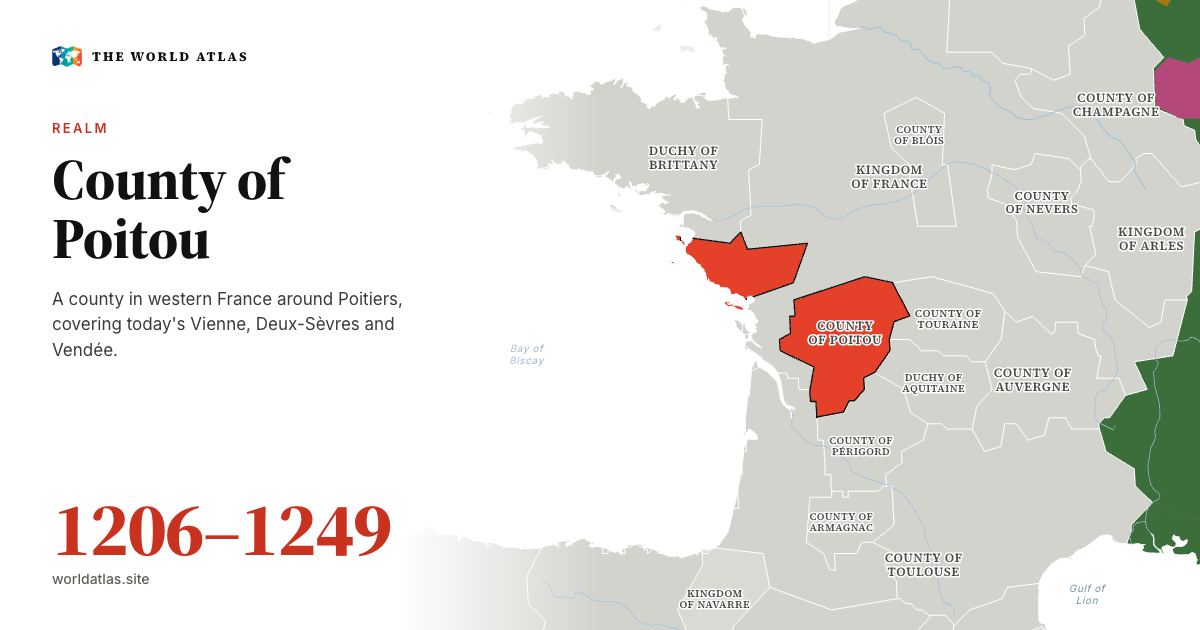 THE WORLD ATLAS
REALM
County of
Poitou
A county in western France around Poitiers,
covering today's Vienne, Deux-Sèvres and
Vendée.
1206–1249
worldatlas.site
COUNTY OF
CHAMPAGNE
COUNTY
OF BLÓIS
DUCHY OF
BRITTANY
KINGDOM
OF FRANCE
COUNTY
OF NEVERS
KINGDOM
OF ARLES
COUNTY OF
TOURAINE
COUNTY
OF POITOU
Bay of
Biscay
DUCHY OF
AQUITAINE
COUNTY OF
AUVERGNE
COUNTY OF
PÉRIGORD
COUNTY OF
ARMAGNAC
COUNTY OF
TOULOUSE
KINGDOM
OF NAVARRE
Gulf of
Lion